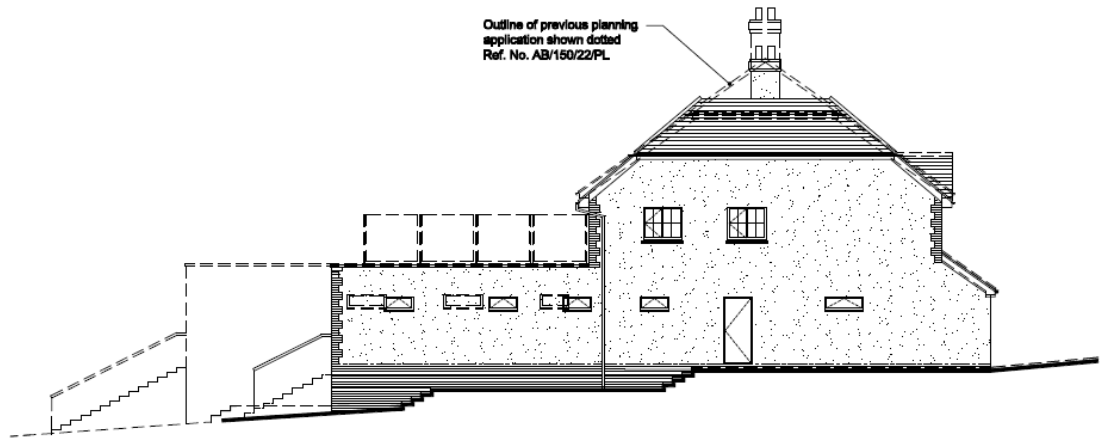 Outline of previous planning
application shown dotted
Ref. No. AB/150/22/PL